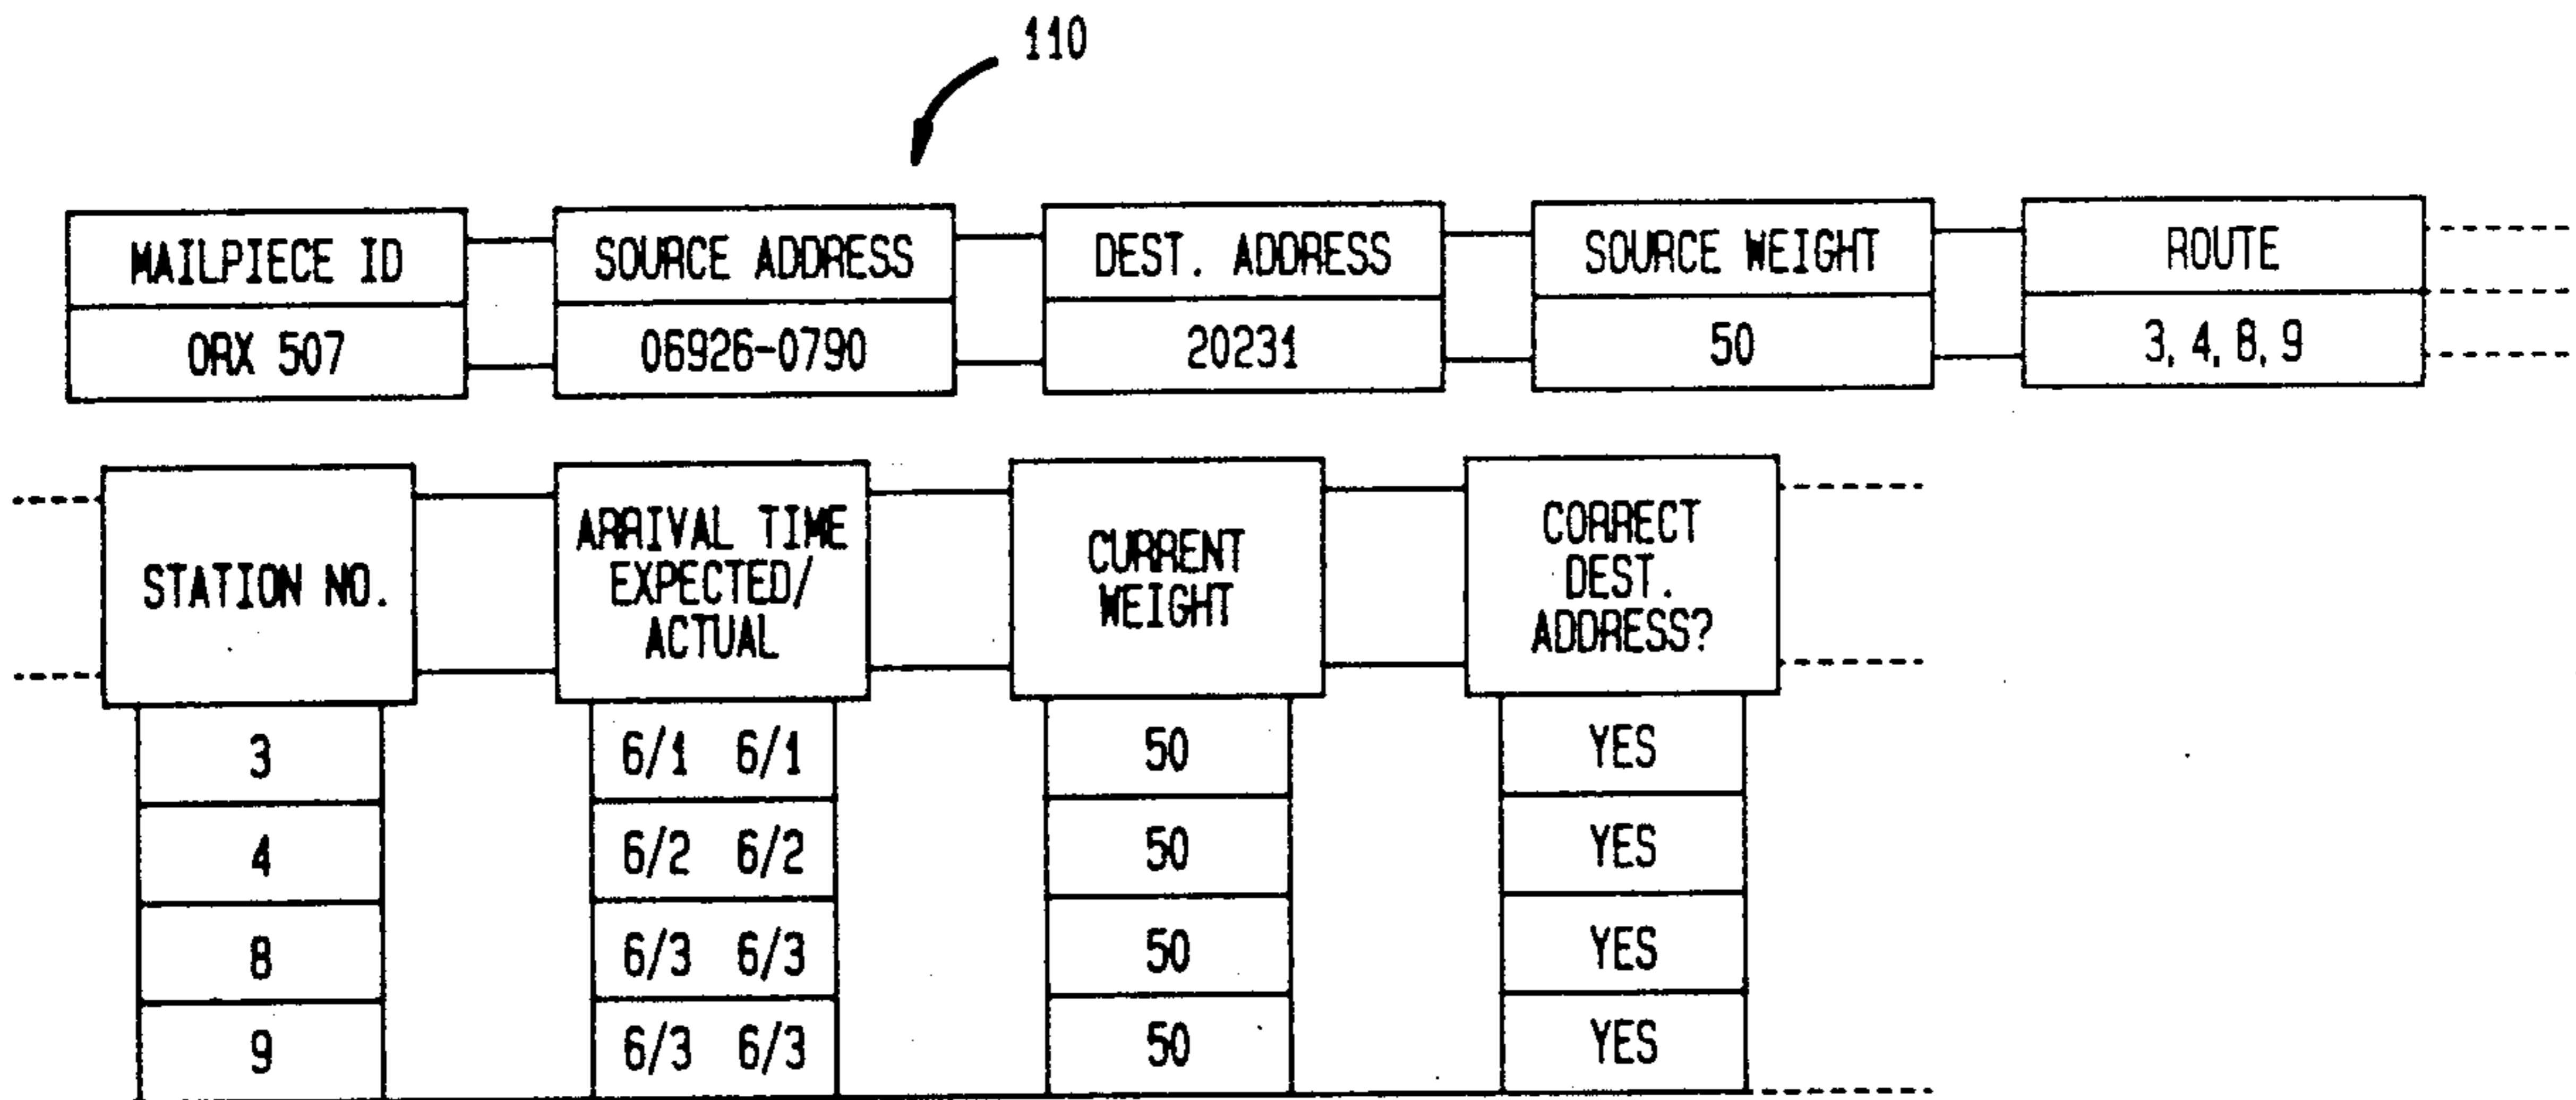 110
MAILPIECE ID SOURCE ADDRESS DEST. ADDRESS SOURCE WEIGHT ROUTE
ORX 507 06926-0790 20231 50 3, 4, 8, 9
STATION NO.
ARRIVAL TIME
EXPECTED/
ACTUAL
CURRENT
WEIGHT
CORRECT
DEST.
ADDRESS?
3 6/1 6/1 50 YES
4 6/2 6/2 50 YES
8 6/3 6/3 50 YES
9 6/3 6/3 50 YES